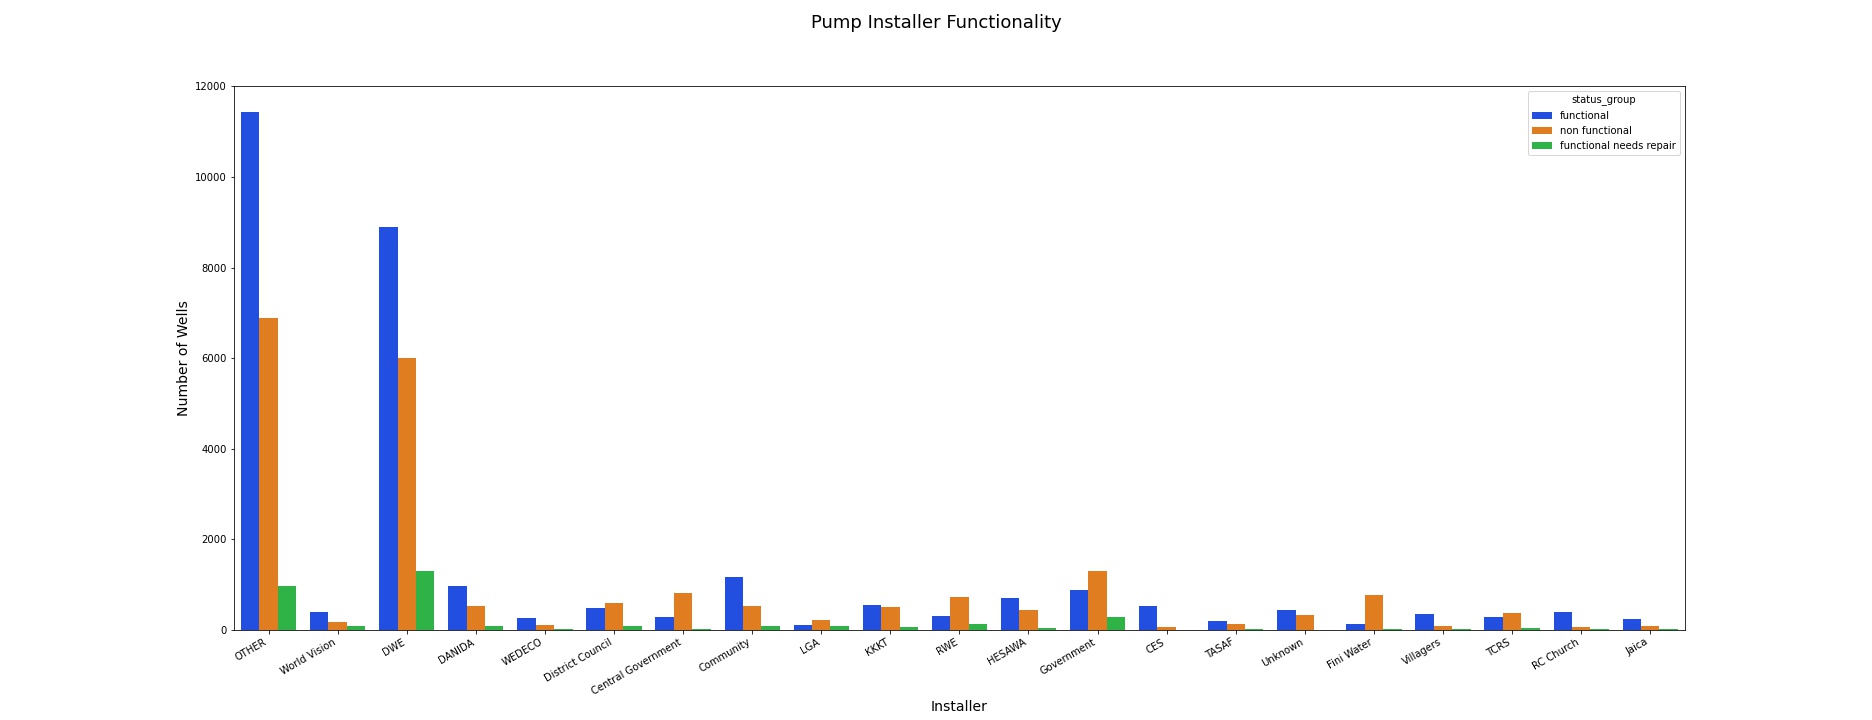 Pump Installer Functionality
12000
10000
8000
6000
4000
2000
0
Number of Wells
status_group
functional
non functional
functional needs repair
OTHER
World Vision
DWE
DANIDA
WEDECO
District Council
Central Government
Community
LGA
KKKT
RWE
HESAWA
Government
CES
TASAF
Unknown
Fini Water
Villagers
TCRS
RC Church
Jaica
Installer